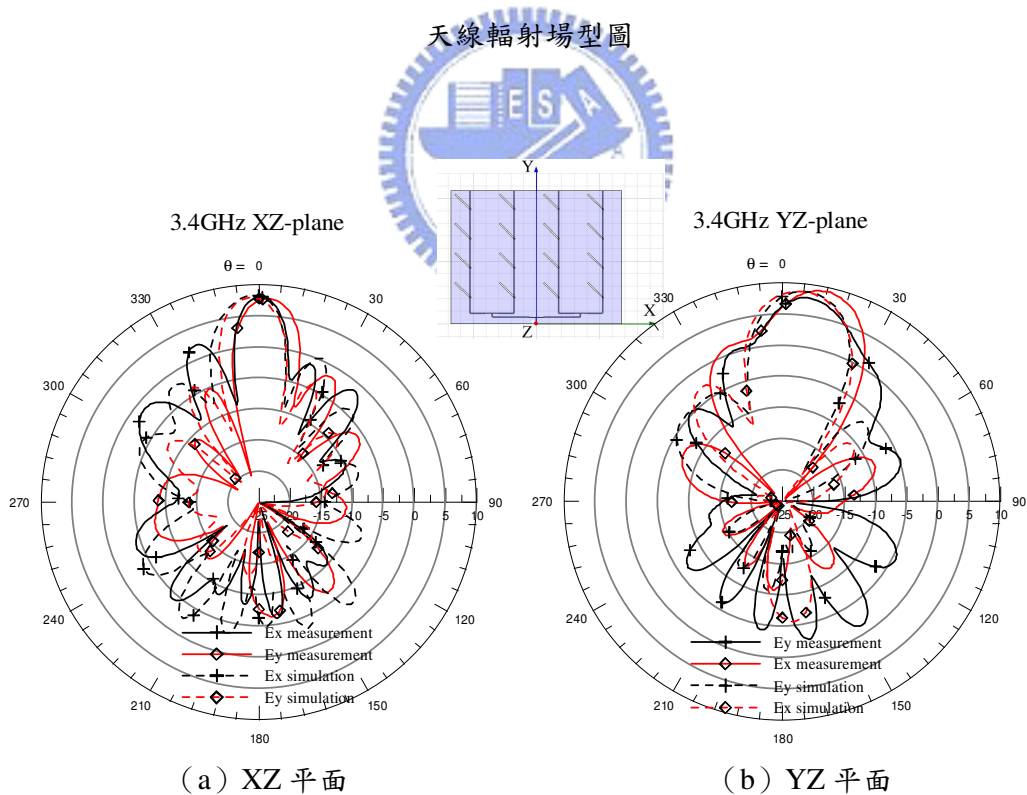 天線輻射場型圖
E S A
Y
X
Z
3.4GHz XZ-plane
θ = 0
30
60
90
120
150
180
210
240
270
300
330
-25 -20 -15 -10 -5 0 5 10
Ex measurement
Ey measurement
Ex simulation
Ey simulation
(a) XZ 平面
3.4GHz YZ-plane
θ = 0
30
60
90
120
150
180
210
240
270
300
330
-25 -20 -15 -10 -5 0 5 10
Ey measurement
Ex measurement
Ey simulation
Ex simulation
(b) YZ 平面